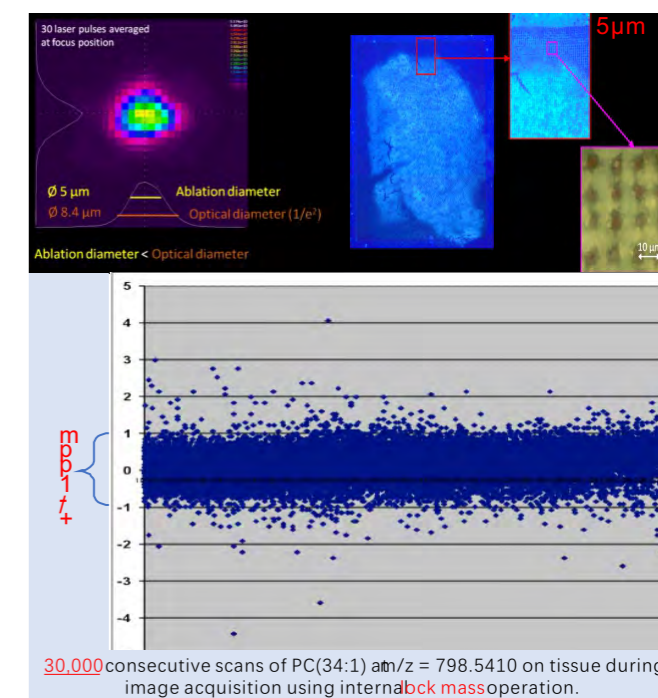 30 laser pulses averaged
at focus position
5µm
Ø 5 µm
Ablation diameter
Ø 8.4 µm
Optical diameter (1/e²)
Ablation diameter < Optical diameter
10 µm
5
4
3
2
1
0
-1
-2
-3
-4
+/-1ppm
30,000 consecutive scans of PC(34:1) at m/z = 798.5410 on tissue during
image acquisition using internal lock mass operation.